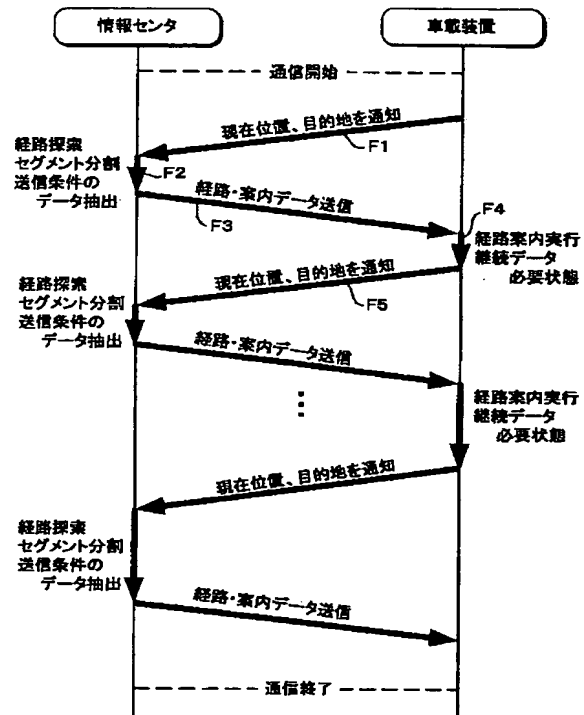 情報センタ
車載装置
通信開始
現在位置、目的地を通知
F1
経路探索
セグメント分割
送信条件の
データ抽出
F2
経路・案内データ送信
F3
F4
経路案内実行
継続データ
必要状態
現在位置、目的地を通知
F5
経路探索
セグメント分割
送信条件の
データ抽出
経路・案内データ送信
経路案内実行
継続データ
必要状態
現在位置、目的地を通知
経路探索
セグメント分割
送信条件の
データ抽出
経路・案内データ送信
通信終了